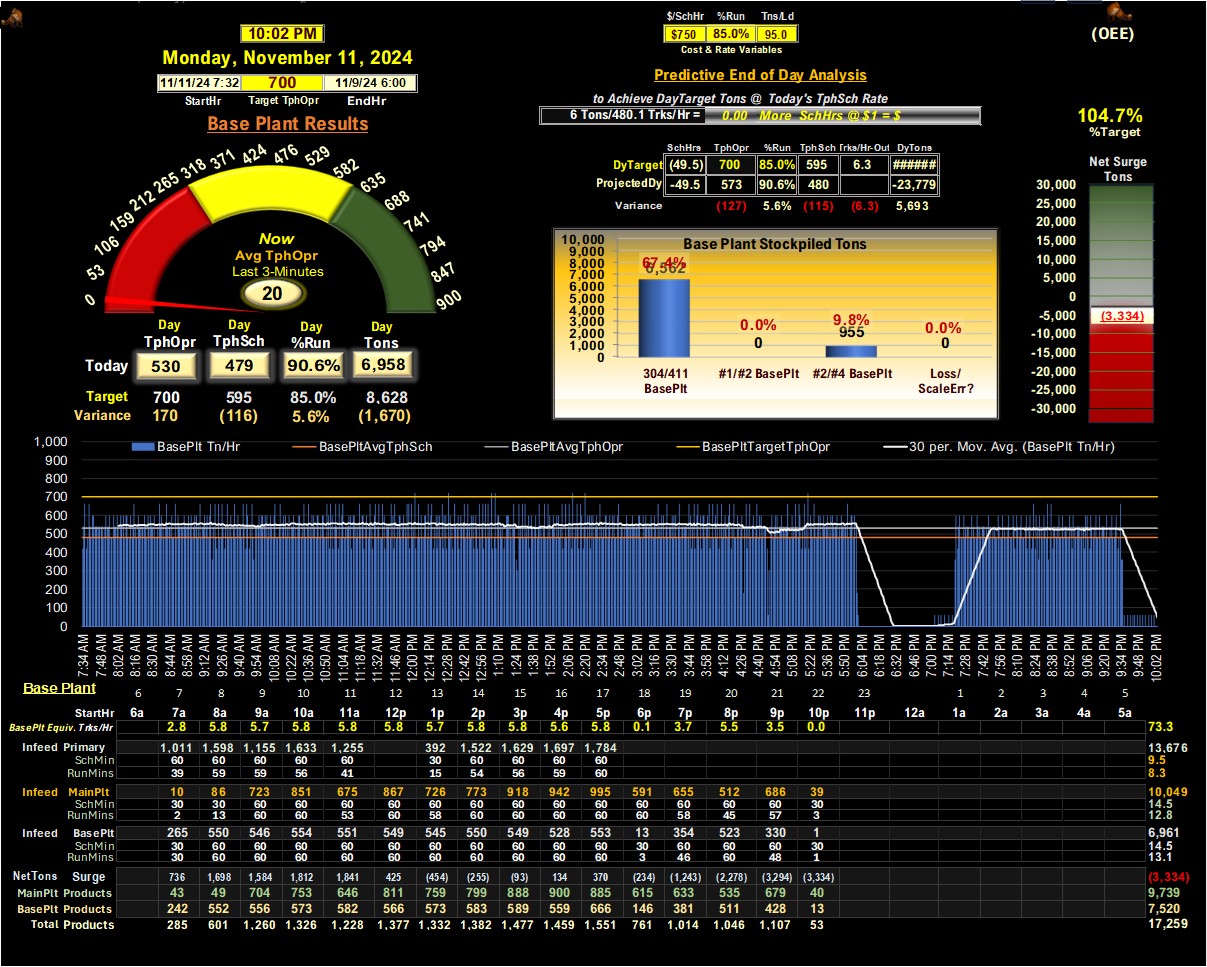 $/SchHr %Run Tns/Ld
10:02 PM
$750 85.0% 95.0
(OEE)
Cost & Rate Variables
Monday, November 11, 2024
Predictive End of Day Analysis
11/11/24 7:32 700 11/9/24 6:00
StartHr Target TphOpr EndHr
to Achieve DayTarget Tons @ Today's TphSch Rate
6 Tons/480.1 Trks/Hr = 0.00 More SchHrs @ $1 = $
Base Plant Results
104.7%
%Target
SchHrs TphOpr %Run TphSch Trks/Hr-Out DyTons
DyTarget (49.5) 700 85.0% 595 6.3 ######
ProjectedDy -49.5 573 90.6% 480 -23,779
Variance (127) 5.6% (115) (6.3) 5,693
Net Surge
Tons
30,000
25,000
20,000
15,000
10,000
5,000
0
-5,000
-10,000
-15,000
-20,000
-25,000
-30,000
(3,334)
0 53 106 159 212 265 318 371 424 476 529 582 635 688 741 794 847 900
Now
Avg TphOpr
Last 3-Minutes
20
Base Plant Stockpiled Tons
10,000
9,000
8,000
7,000
6,000
5,000
4,000
3,000
2,000
1,000
0
67.4% 0.0% 9.8% 0.0%
6,562 0 955 0
304/411 BasePlt #1/#2 BasePlt #2/#4 BasePlt Loss/ ScaleErr?
Day TphOpr Day TphSch Day %Run Day Tons
Today 530 479 90.6% 6,958
Target 700 595 85.0% 8,628
Variance 170 (116) 5.6% (1,670)
BasePlt Tn/Hr BasePltAvgTphSch BasePltAvgTphOpr BasePltTargetTphOpr 30 per. Mov. Avg. (BasePlt Tn/Hr)
1,000
900
800
700
600
500
400
300
200
100
0
7:34 AM 7:48 AM 8:02 AM 8:16 AM 8:30 AM 8:44 AM 8:58 AM 9:12 AM 9:26 AM 9:40 AM 9:54 AM 10:08 AM 10:22 AM 10:36 AM 10:50 AM 11:04 AM 11:18 AM 11:32 AM 11:46 AM 12:00 PM 12:14 PM 12:28 PM 12:42 PM 12:56 PM 1:10 PM 1:24 PM 1:38 PM 1:52 PM 2:06 PM 2:20 PM 2:34 PM 2:48 PM 3:02 PM 3:16 PM 3:30 PM 3:44 PM 3:58 PM 4:12 PM 4:26 PM 4:40 PM 4:54 PM 5:08 PM 5:22 PM 5:36 PM 5:50 PM 6:04 PM 6:18 PM 6:32 PM 6:46 PM 7:00 PM 7:14 PM 7:28 PM 7:42 PM 7:56 PM 8:10 PM 8:24 PM 8:38 PM 8:52 PM 9:06 PM 9:20 PM 9:34 PM 9:48 PM 10:02 PM
Base Plant
6 7 8 9 10 11 12 13 14 15 16 17 18 19 20 21 22 23 1 2 3 4 5
StartHr 6a 7a 8a 9a 10a 11a 12p 1p 2p 3p 4p 5p 6p 7p 8p 9p 10p 11p 12a 1a 2a 3a 4a 5a
BasePlt Equiv. Trks/Hr 2.8 5.8 5.7 5.8 5.8 5.8 5.7 5.8 5.8 5.6 5.8 0.1 3.7 5.5 3.5 0.0 73.3
Infeed Primary 1,011 1,598 1,155 1,633 1,255 392 1,522 1,629 1,697 1,784 13,676
SchMin 60 60 60 60 60 30 60 60 60 60 9.5
RunMins 39 59 59 56 41 15 54 56 59 60 8.3
Infeed MainPlt 10 86 723 851 675 867 726 773 918 942 995 591 655 512 686 39 10,049
SchMin 30 30 60 60 60 60 60 60 60 60 60 60 60 60 60 30 14.5
RunMins 2 13 60 60 53 60 58 60 60 60 60 60 58 45 57 3 12.8
Infeed BasePlt 265 550 546 554 551 549 545 550 549 528 553 13 354 523 330 1 6,961
SchMin 30 60 60 60 60 60 60 60 60 60 60 30 60 60 60 30 14.5
RunMins 30 60 60 60 60 60 60 60 60 60 60 3 46 60 48 1 13.1
NetTons Surge 736 1,698 1,584 1,812 1,841 425 (454) (255) (93) 134 370 (234) (1,243) (2,278) (3,294) (3,334) (3,334)
MainPlt Products 43 49 704 753 646 811 759 799 888 900 885 615 633 535 679 40 9,739
BasePlt Products 242 552 556 573 582 566 573 583 589 559 666 146 381 511 428 13 7,520
Total Products 285 601 1,260 1,326 1,228 1,377 1,332 1,382 1,477 1,459 1,551 761 1,014 1,046 1,107 53 17,259